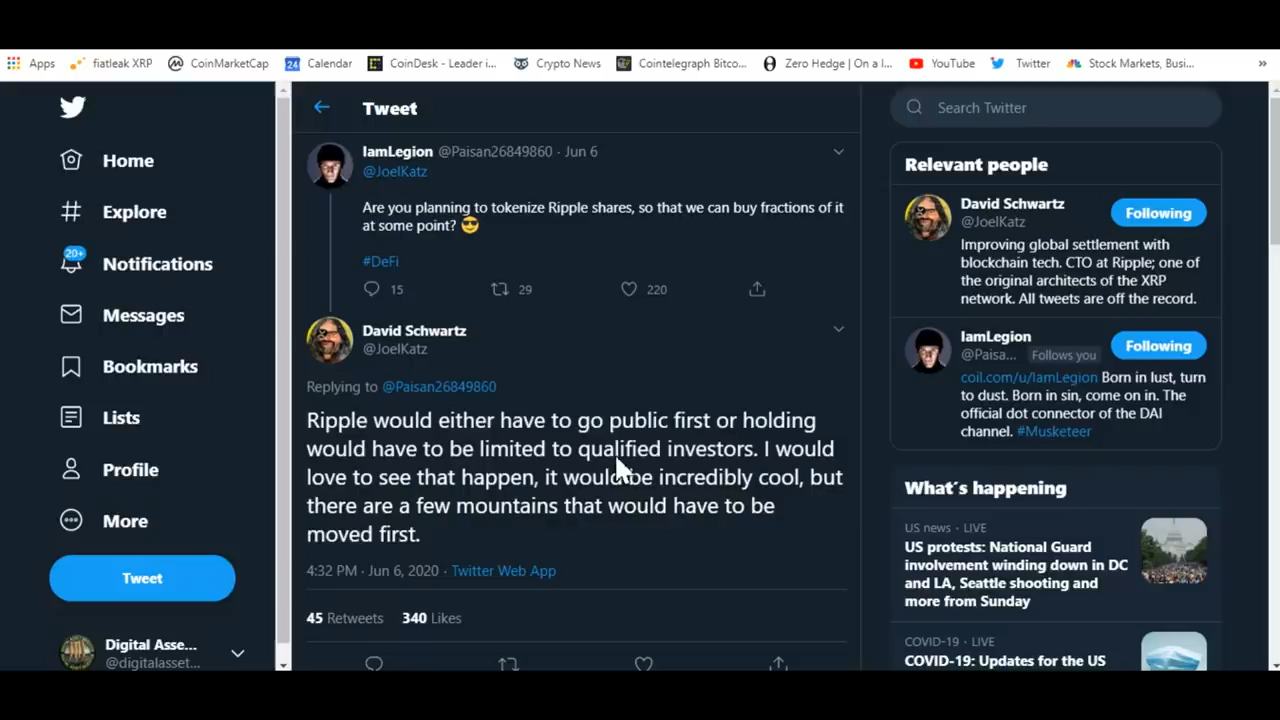 Apps fiatleak XRP CoinMarketCap 24 Calendar CoinDesk - Leader i... Crypto News Cointelegraph Bitco... Zero Hedge | On a l... YouTube Twitter Stock Markets, Busi... »
Home
Explore
20+
Notifications
Messages
Bookmarks
Lists
Profile
More
Tweet
Digital Asse...
@digitalasset...
Tweet
IamLegion @Paisan26849860 · Jun 6
@JoelKatz
Are you planning to tokenize Ripple shares, so that we can buy fractions of it
at some point? 😎
#DeFi
15 29 220
David Schwartz
@JoelKatz
Replying to @Paisan26849860
Ripple would either have to go public first or holding
would have to be limited to qualified investors. I would
love to see that happen, it would be incredibly cool, but
there are a few mountains that would have to be
moved first.
4:32 PM · Jun 6, 2020 · Twitter Web App
45 Retweets 340 Likes
Search Twitter
Relevant people
David Schwartz
@JoelKatz
Following
Improving global settlement with
blockchain tech. CTO at Ripple; one of
the original architects of the XRP
network. All tweets are off the record.
IamLegion
@Paisa... Follows you
Following
coil.com/u/IamLegion Born in lust, turn
to dust. Born in sin, come on in. The
official dot connector of the DAI
channel. #Musketeer
What's happening
US news · LIVE
US protests: National Guard
involvement winding down in DC
and LA, Seattle shooting and
more from Sunday
COVID-19 · LIVE
COVID-19: Updates for the US